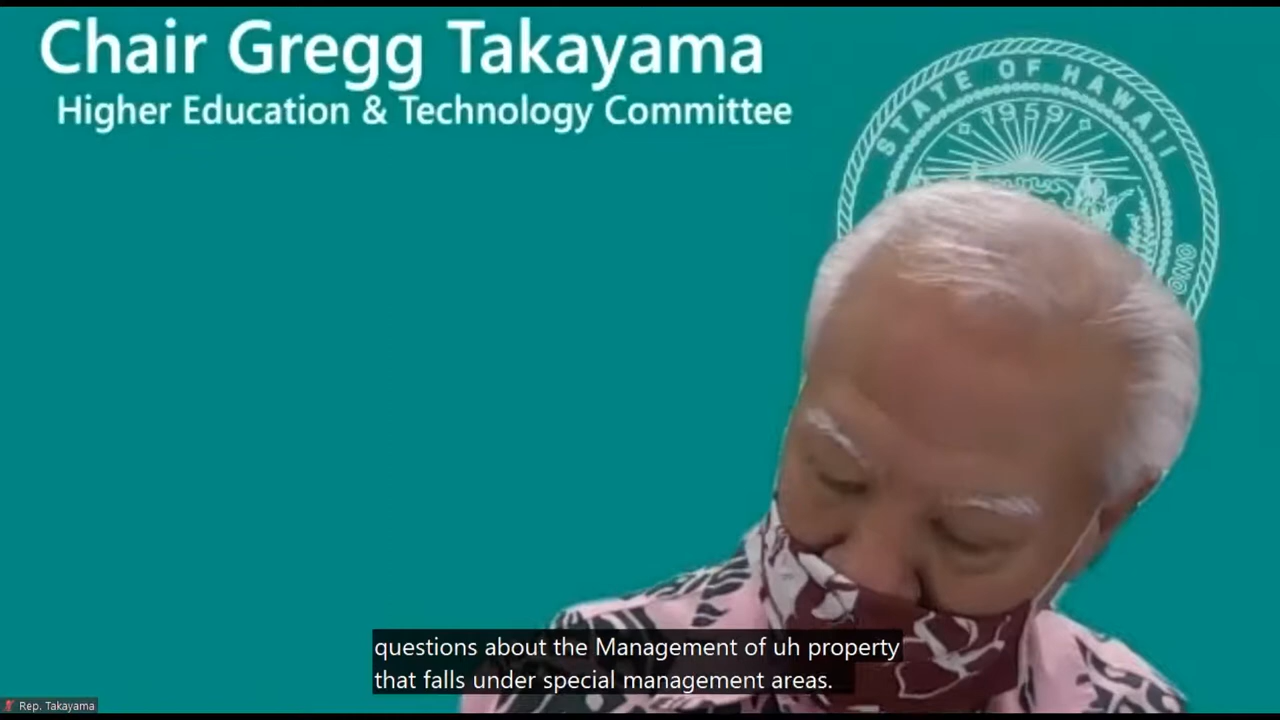 Chair Gregg Takayama
Higher Education & Technology Committee
STATE OF HAWAII
1959
ONO
questions about the Management of uh property
that falls under special management areas.
Rep. Takayama